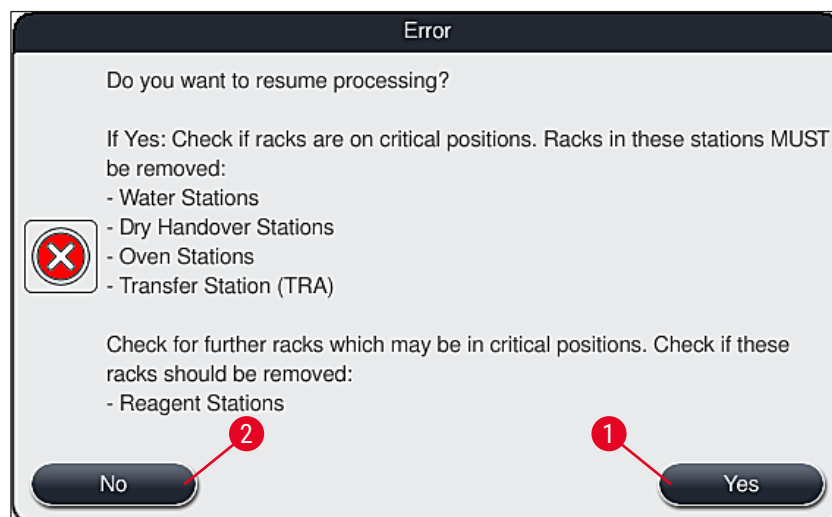 Error
Do you want to resume processing?
If Yes: Check if racks are on critical positions. Racks in these stations MUST
be removed:
- Water Stations
- Dry Handover Stations
- Oven Stations
- Transfer Station (TRA)
Check for further racks which may be in critical positions. Check if these
racks should be removed:
- Reagent Stations
2
1
No
Yes